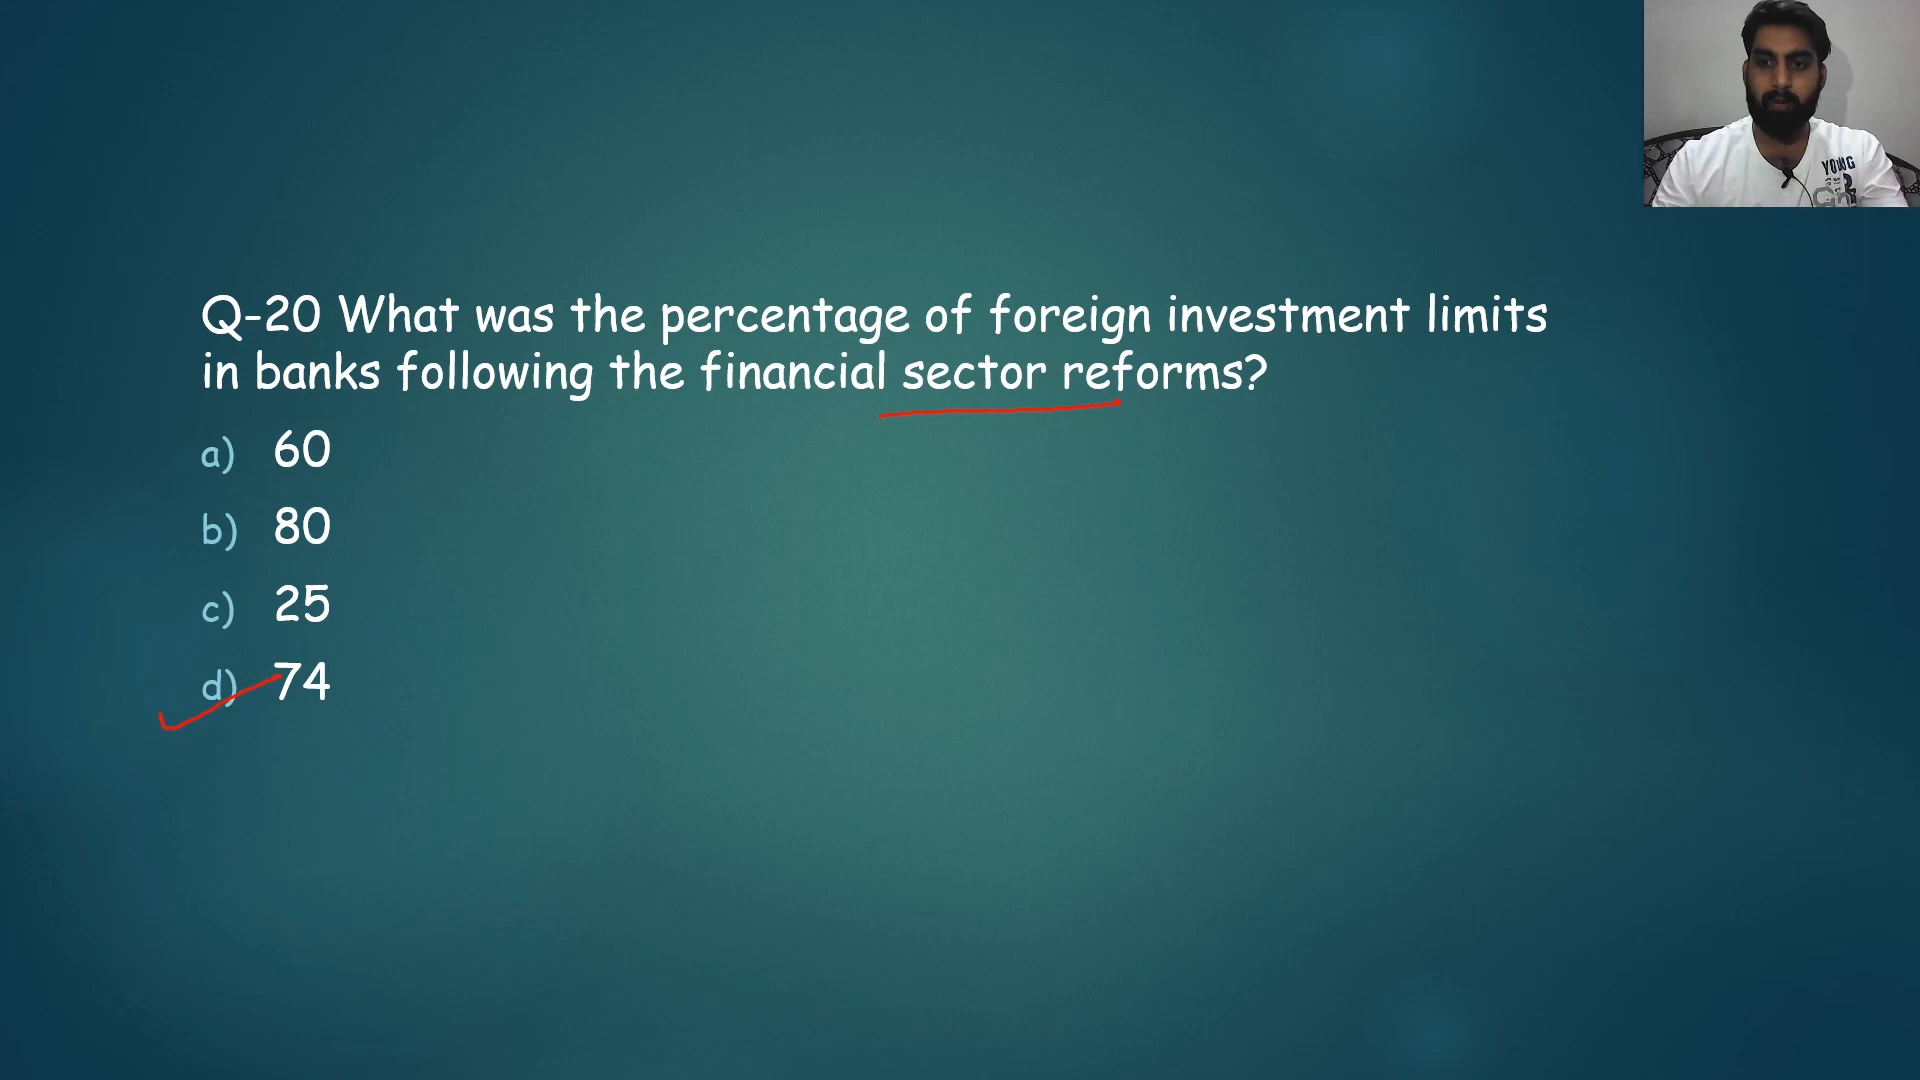 Q-20 What was the percentage of foreign investment limits
in banks following the financial sector reforms?
a) 60
b) 80
c) 25
d) 74
YOUNG